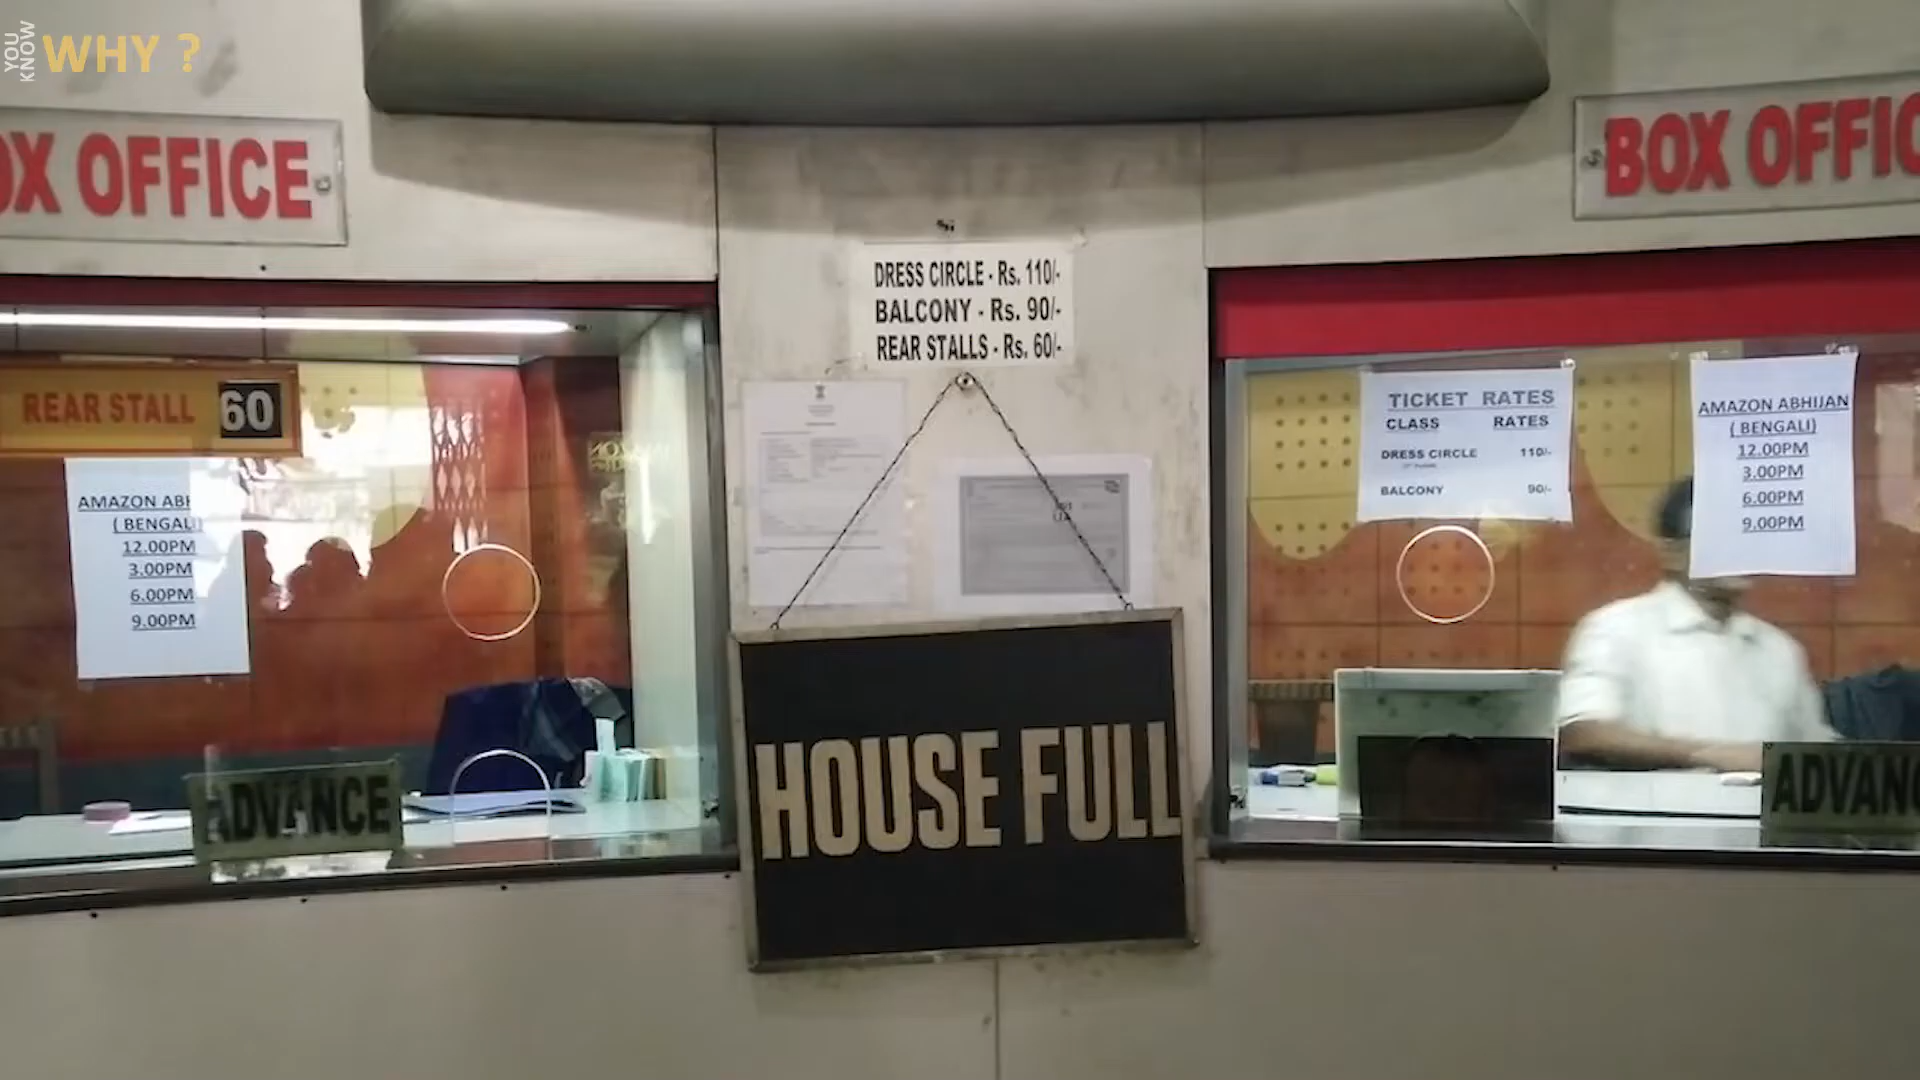 YOU KNOW WHY ?
OX OFFICE
BOX OFFIC
DRESS CIRCLE - Rs. 110/-
BALCONY - Rs. 90/-
REAR STALLS - Rs. 60/-
REAR STALL 60
AMAZON ABH
( BENGALI)
12.00PM
3.00PM
6.00PM
9.00PM
TICKET RATES
CLASS RATES
DRESS CIRCLE 110/-
BALCONY 90/-
AMAZON ABHIJAN
( BENGALI)
12.00PM
3.00PM
6.00PM
9.00PM
HOUSE FULL
ADVANCE
ADVANC